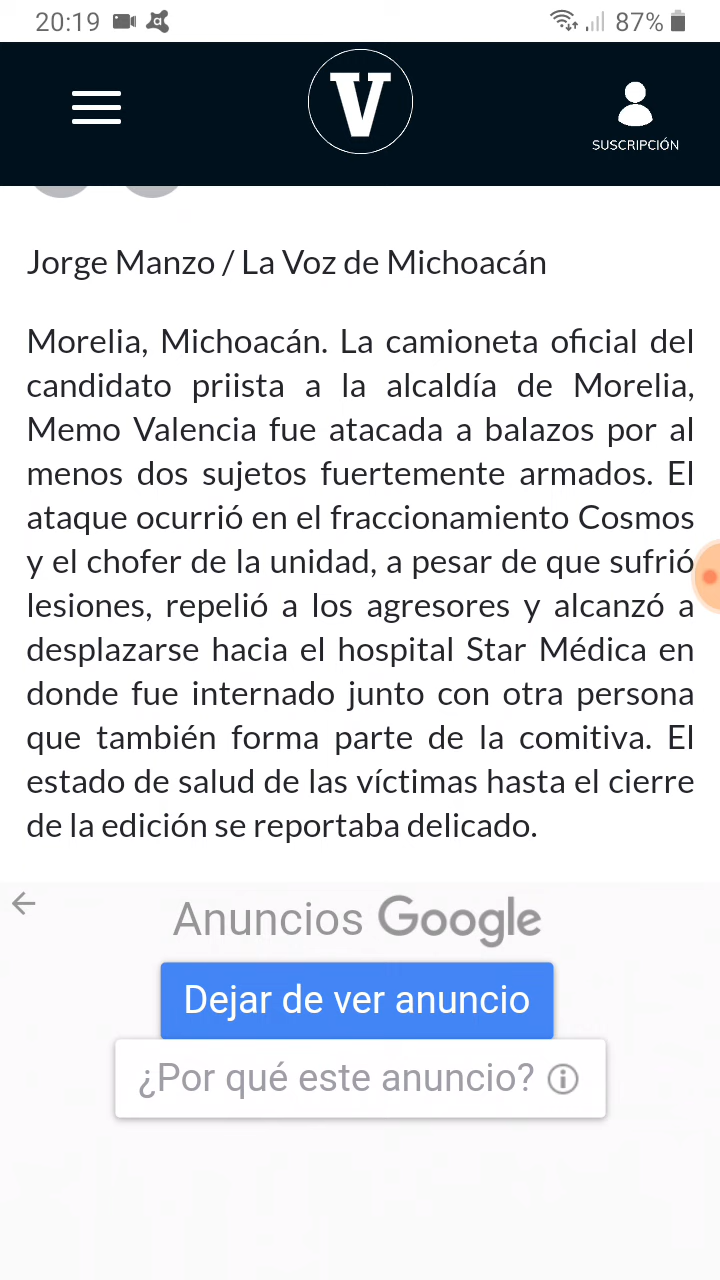 20:19 87%
V
SUSCRIPCIÓN
Jorge Manzo / La Voz de Michoacán
Morelia, Michoacán. La camioneta oficial del
candidato priista a la alcaldía de Morelia,
Memo Valencia fue atacada a balazos por al
menos dos sujetos fuertemente armados. El
ataque ocurrió en el fraccionamiento Cosmos
y el chofer de la unidad, a pesar de que sufrió
lesiones, repelió a los agresores y alcanzó a
desplazarse hacia el hospital Star Médica en
donde fue internado junto con otra persona
que también forma parte de la comitiva. El
estado de salud de las víctimas hasta el cierre
de la edición se reportaba delicado.
Anuncios Google
Dejar de ver anuncio
¿Por qué este anuncio?